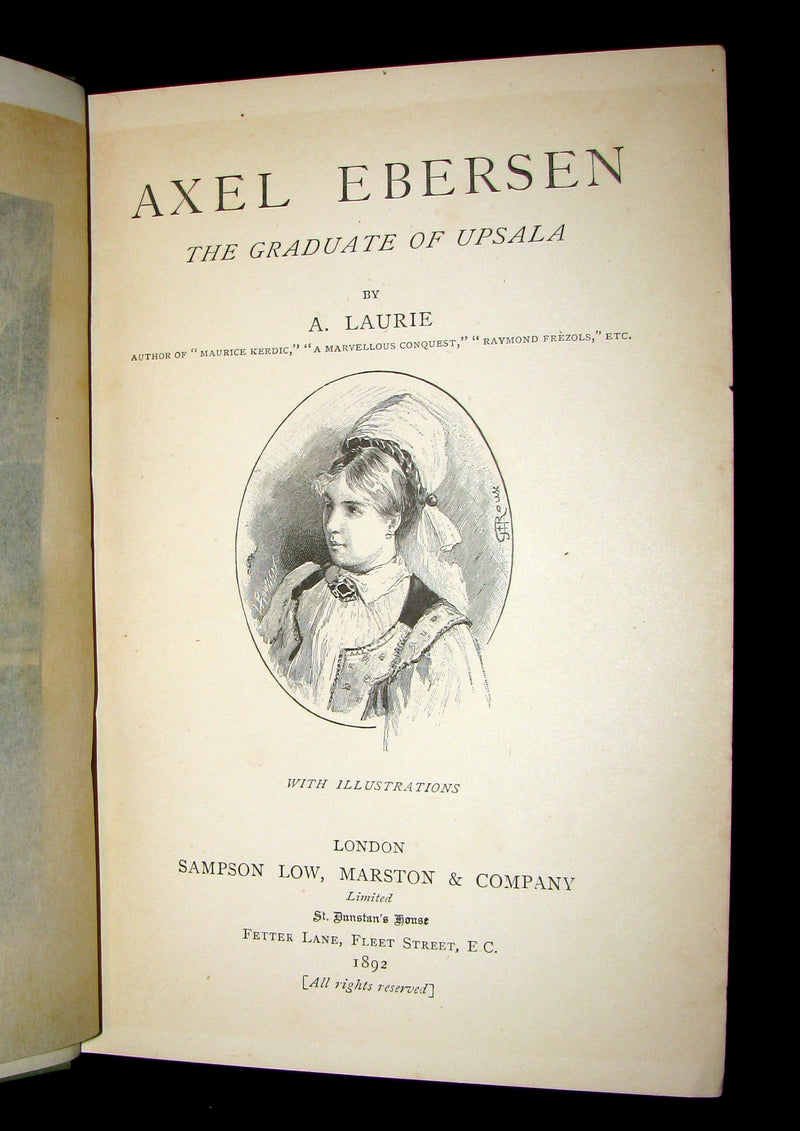 AXEL EBERSEN
THE GRADUATE OF UPSALA
BY
A. LAURIE
AUTHOR OF "MAURICE KERDIC," "A MARVELLOUS CONQUEST," "RAYMOND FRÈZOLS," ETC.
G. H. Rouse
WITH ILLUSTRATIONS
LONDON
SAMPSON LOW, MARSTON & COMPANY
Limited
St. Dunstan's House
FETTER LANE, FLEET STREET, E C.
1892
[All rights reserved]